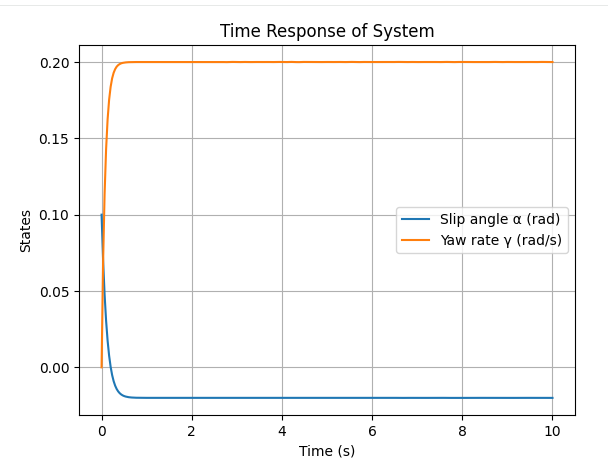 Time Response of System
States
0.20
0.15
0.10
0.05
0.00
Slip angle α (rad)
Yaw rate γ (rad/s)
0 2 4 6 8 10
Time (s)